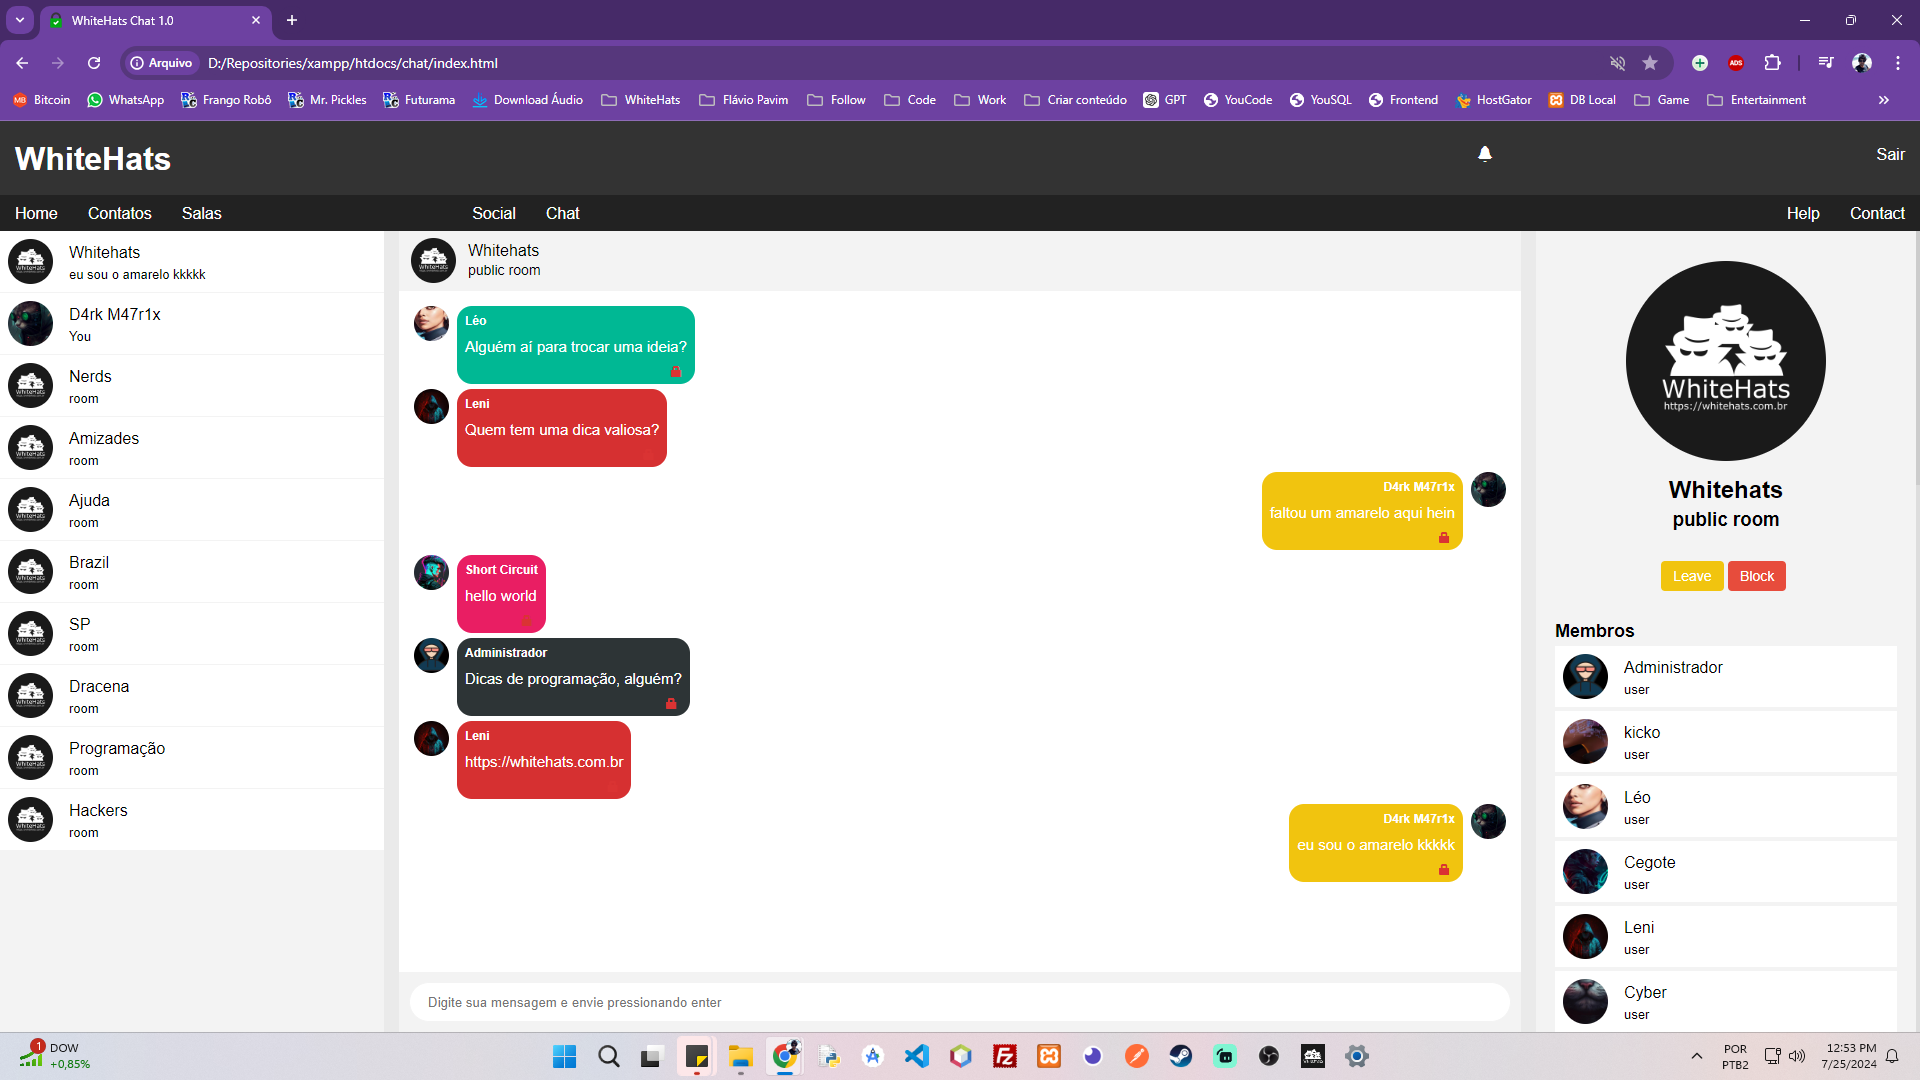 WhiteHats Chat 1.0
Arquivo
D:/Repositories/xampp/htdocs/chat/index.html
ADS
Bitcoin
WhatsApp
Frango Robô
Mr. Pickles
Futurama
Download Áudio
WhiteHats
Flávio Pavim
Follow
Code
Work
Criar conteúdo
GPT
YouCode
YouSQL
Frontend
HostGator
DB Local
Game
Entertainment
WhiteHats
Sair
Home
Contatos
Salas
Social
Chat
Help
Contact
Whitehats
eu sou o amarelo kkkkk
D4rk M47r1x
You
Nerds
room
Amizades
room
Ajuda
room
Brazil
room
SP
room
Dracena
room
Programação
room
Hackers
room
Whitehats
public room
Léo
Alguém aí para trocar uma ideia?
Leni
Quem tem uma dica valiosa?
D4rk M47r1x
faltou um amarelo aqui hein
Short Circuit
hello world
Administrador
Dicas de programação, alguém?
Leni
https://whitehats.com.br
D4rk M47r1x
eu sou o amarelo kkkkk
Digite sua mensagem e envie pressionando enter
WhiteHats
https://whitehats.com.br
Whitehats
public room
Leave
Block
Membros
Administrador
user
kicko
user
Léo
user
Cegote
user
Leni
user
Cyber
user
1
DOW
+0,85%
POR
PTB2
12:53 PM
7/25/2024